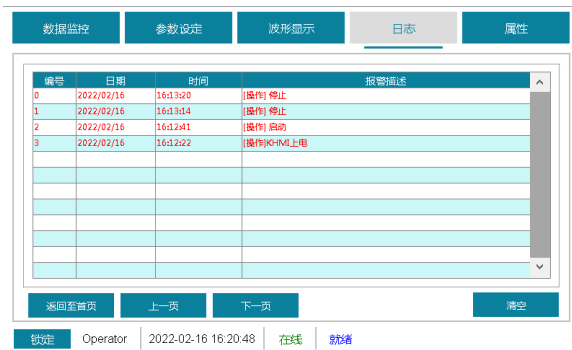 数据监控 参数设定 波形显示 日志 属性
编号 日期 时间 报警描述
0 2022/02/16 16:13:20 [操作] 停止
1 2022/02/16 16:13:14 [操作] 停止
2 2022/02/16 16:12:41 [操作] 启动
3 2022/02/16 16:12:22 [操作]KHMI上电
返回至首页 上一页 下一页 清空
锁定 Operator 2022-02-16 16:20:48 在线 就绪